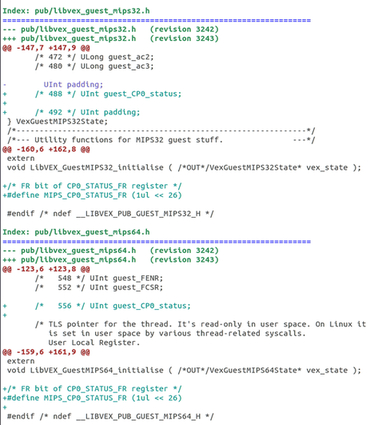 Index: pub/libvex_guest_mips32.h
===================================================================
--- pub/libvex_guest_mips32.h   (revision 3242)
+++ pub/libvex_guest_mips32.h   (revision 3243)
@@ -147,7 +147,9 @@
       /* 472 */ ULong guest_ac2;
       /* 480 */ ULong guest_ac3;

-        UInt padding;
+      /* 488 */ UInt guest_CP0_status;
+
+      /* 492 */ UInt padding;
 } VexGuestMIPS32State;
 /*---------------------------------------------------------------*/
 /*--- Utility functions for MIPS32 guest stuff.               ---*/
@@ -160,6 +162,8 @@
 extern
 void LibVEX_GuestMIPS32_initialise ( /*OUT*/VexGuestMIPS32State* vex_state );

+/* FR bit of CP0_STATUS_FR register */
+#define MIPS_CP0_STATUS_FR (1ul << 26)

 #endif /* ndef __LIBVEX_PUB_GUEST_MIPS32_H */

Index: pub/libvex_guest_mips64.h
===================================================================
--- pub/libvex_guest_mips64.h   (revision 3242)
+++ pub/libvex_guest_mips64.h   (revision 3243)
@@ -123,6 +123,8 @@
       /*   548 */ UInt guest_FENR;
       /*   552 */ UInt guest_FCSR;

+      /*   556 */ UInt guest_CP0_status;
+
       /* TLS pointer for the thread. It's read-only in user space. On Linux it
          is set in user space by various thread-related syscalls.
          User Local Register.
@@ -159,6 +161,9 @@
 extern
 void LibVEX_GuestMIPS64_initialise ( /*OUT*/VexGuestMIPS64State* vex_state );

+/* FR bit of CP0_STATUS_FR register */
+#define MIPS_CP0_STATUS_FR (1ul << 26)
+
 #endif /* ndef __LIBVEX_PUB_GUEST_MIPS64_H */